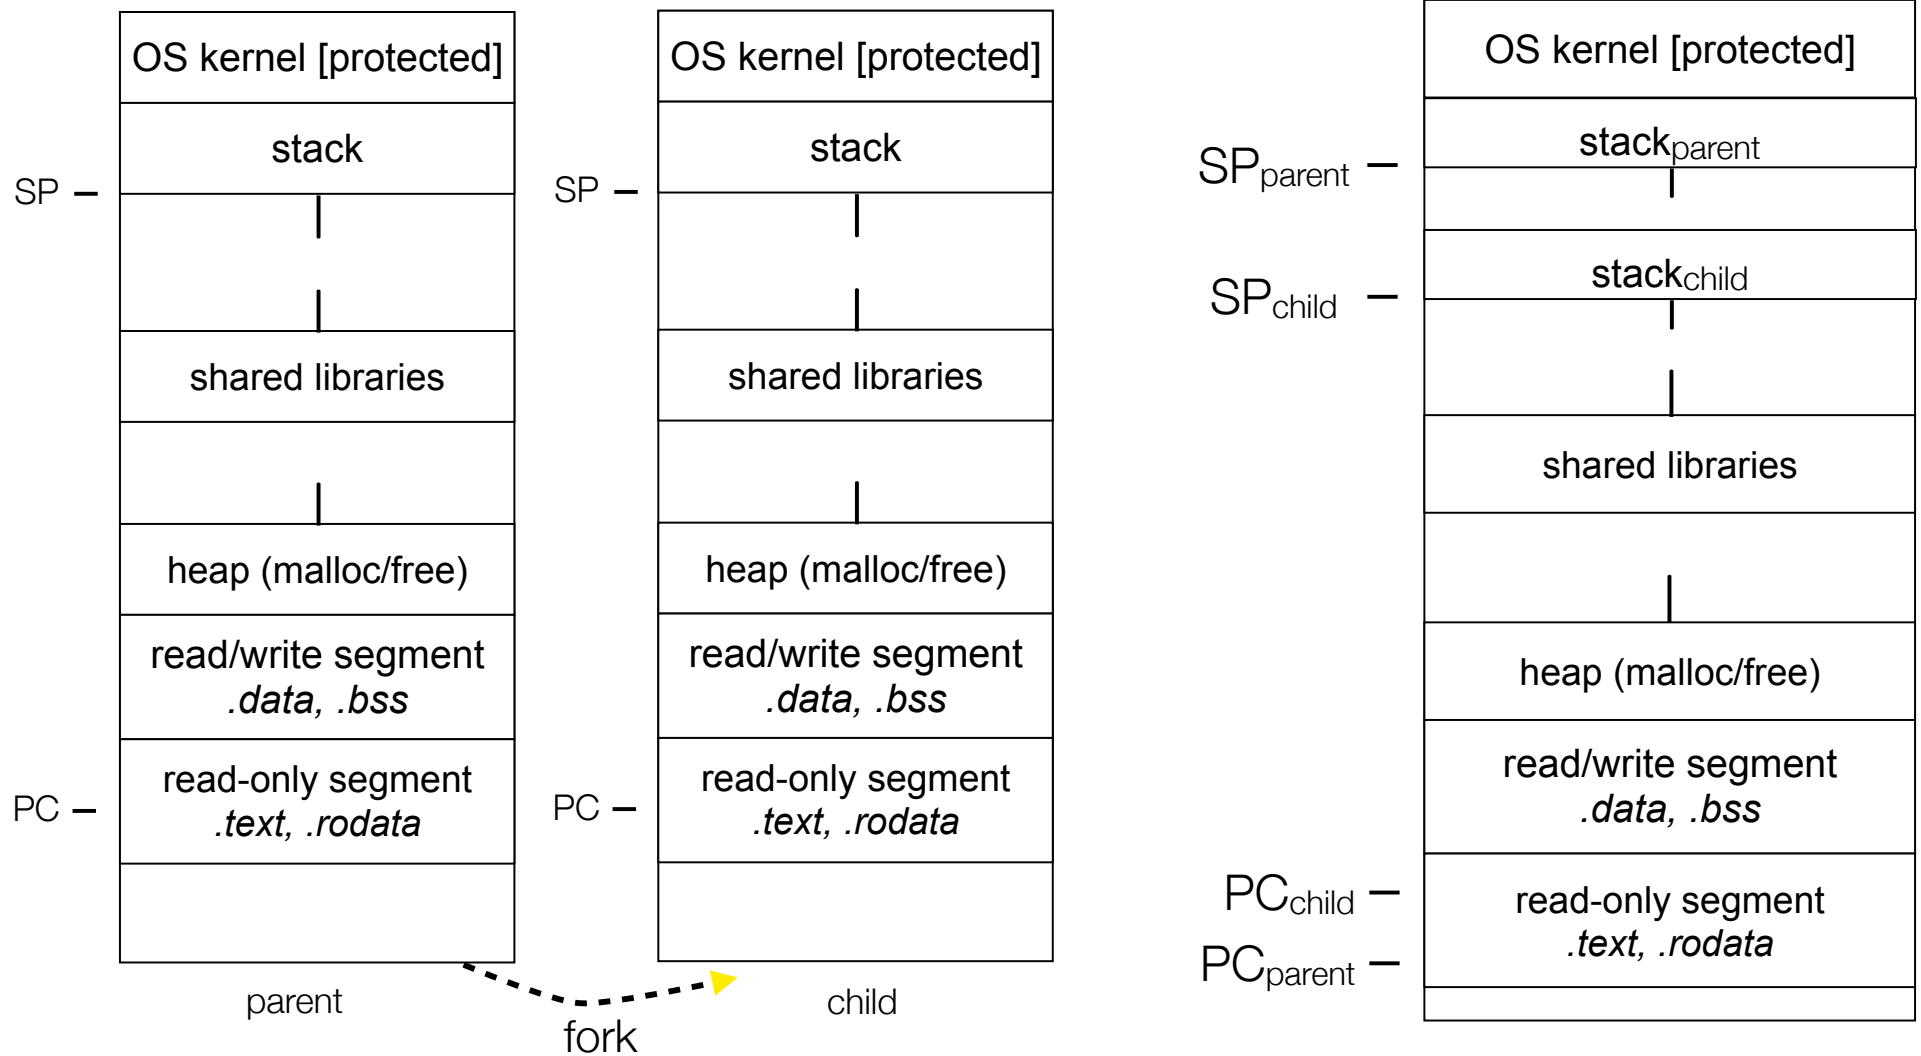 OS kernel [protected]
stack
SP –
shared libraries
heap (malloc/free)
read/write segment
.data, .bss
read-only segment
.text, .rodata
PC –
parent
OS kernel [protected]
stack
SP –
shared libraries
heap (malloc/free)
read/write segment
.data, .bss
read-only segment
.text, .rodata
PC –
child
fork
OS kernel [protected]
stackparent
SPparent –
stackchild
SPchild –
shared libraries
heap (malloc/free)
read/write segment
.data, .bss
PCchild –
read-only segment
.text, .rodata
PCparent –